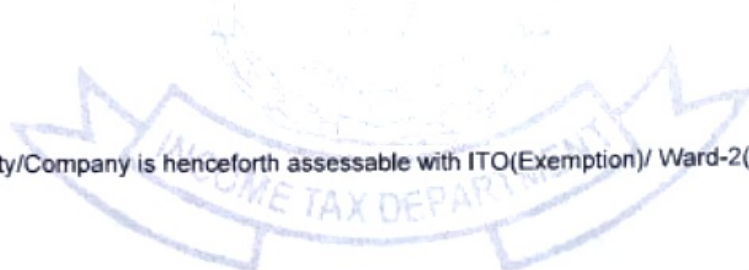 ty/Company is henceforth assessable with ITO(Exemption)/ Ward-2(
INCOME TAX DEPARTMENT